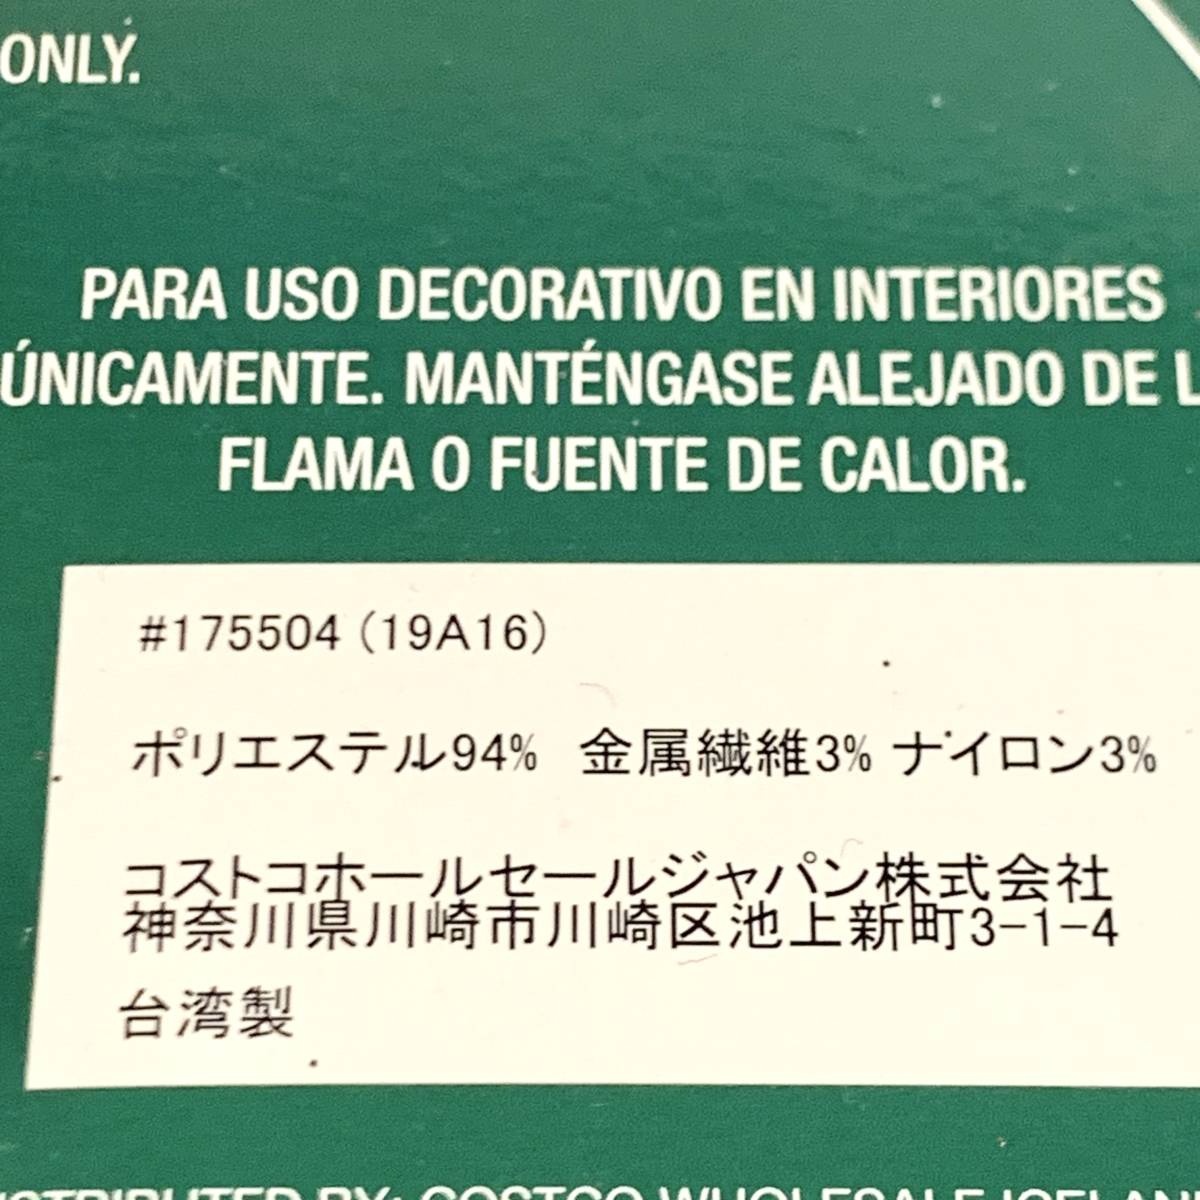 ONLY.
PARA USO DECORATIVO EN INTERIORES
ÚNICAMENTE. MANTÉNGASE ALEJADO DE
FLAMA O FUENTE DE CALOR.
#175504 (19A16)
ポリエステル94% 金属繊維3% ナイロン3%
コストコホールセールジャパン株式会社
神奈川県川崎市川崎区池上新町3-1-4
台湾製
BY: COSTCO WHOLESALE